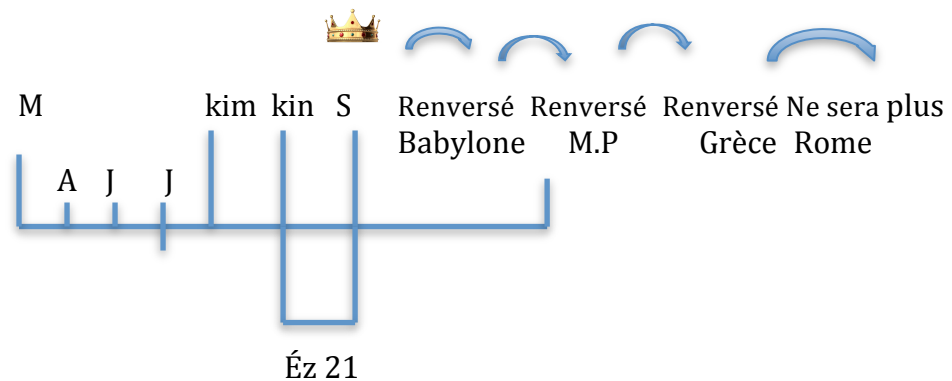 M kim kin S Renversé Renversé Renversé Ne sera plus
Babylone M.P Grèce Rome
A J J
Éz 21